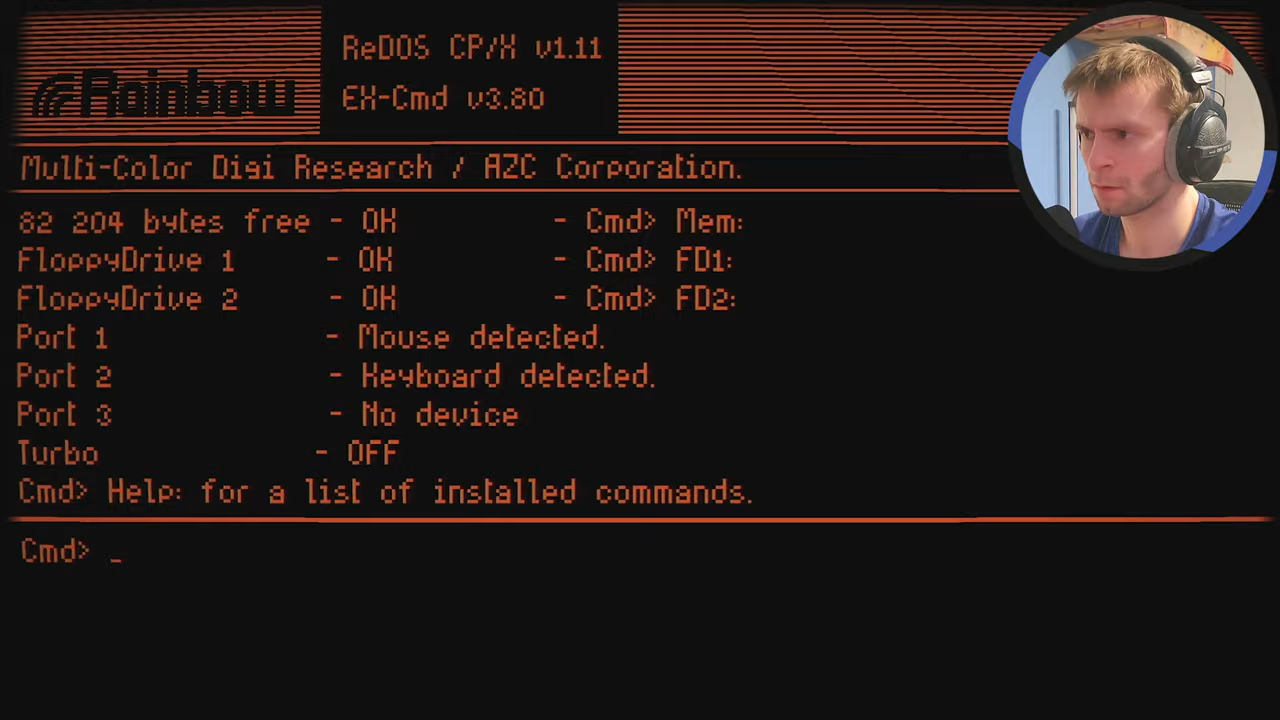 Rainbow
ReDOS CP/X v1.11
EX-Cmd v3.80
Multi-Color Digi Research / AZC Corporation.
82 204 bytes free - OK - Cmd> Mem:
FloppyDrive 1 - OK - Cmd> FD1:
FloppyDrive 2 - OK - Cmd> FD2:
Port 1 - Mouse detected.
Port 2 - Keyboard detected.
Port 3 - No device
Turbo - OFF
Cmd> Help: for a list of installed commands.
Cmd> _